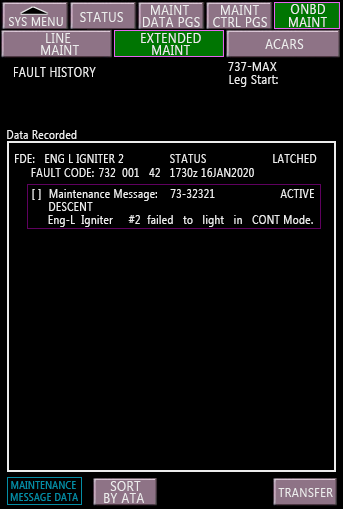 SYS MENU
STATUS
MAINT
DATA PGS
MAINT
CTRL PGS
ONBD
MAINT
LINE
MAINT
EXTENDED
MAINT
ACARS
FAULT HISTORY
737-MAX
Leg Start:
Data Recorded
FDE: ENG L IGNITER 2 STATUS LATCHED
FAULT CODE: 732 001 42 1730z 16JAN2020
[ ] Maintenance Message: 73-32321 ACTIVE
DESCENT
Eng-L Igniter #2 failed to light in CONT Mode.
MAINTENANCE
MESSAGE DATA
SORT
BY ATA
TRANSFER